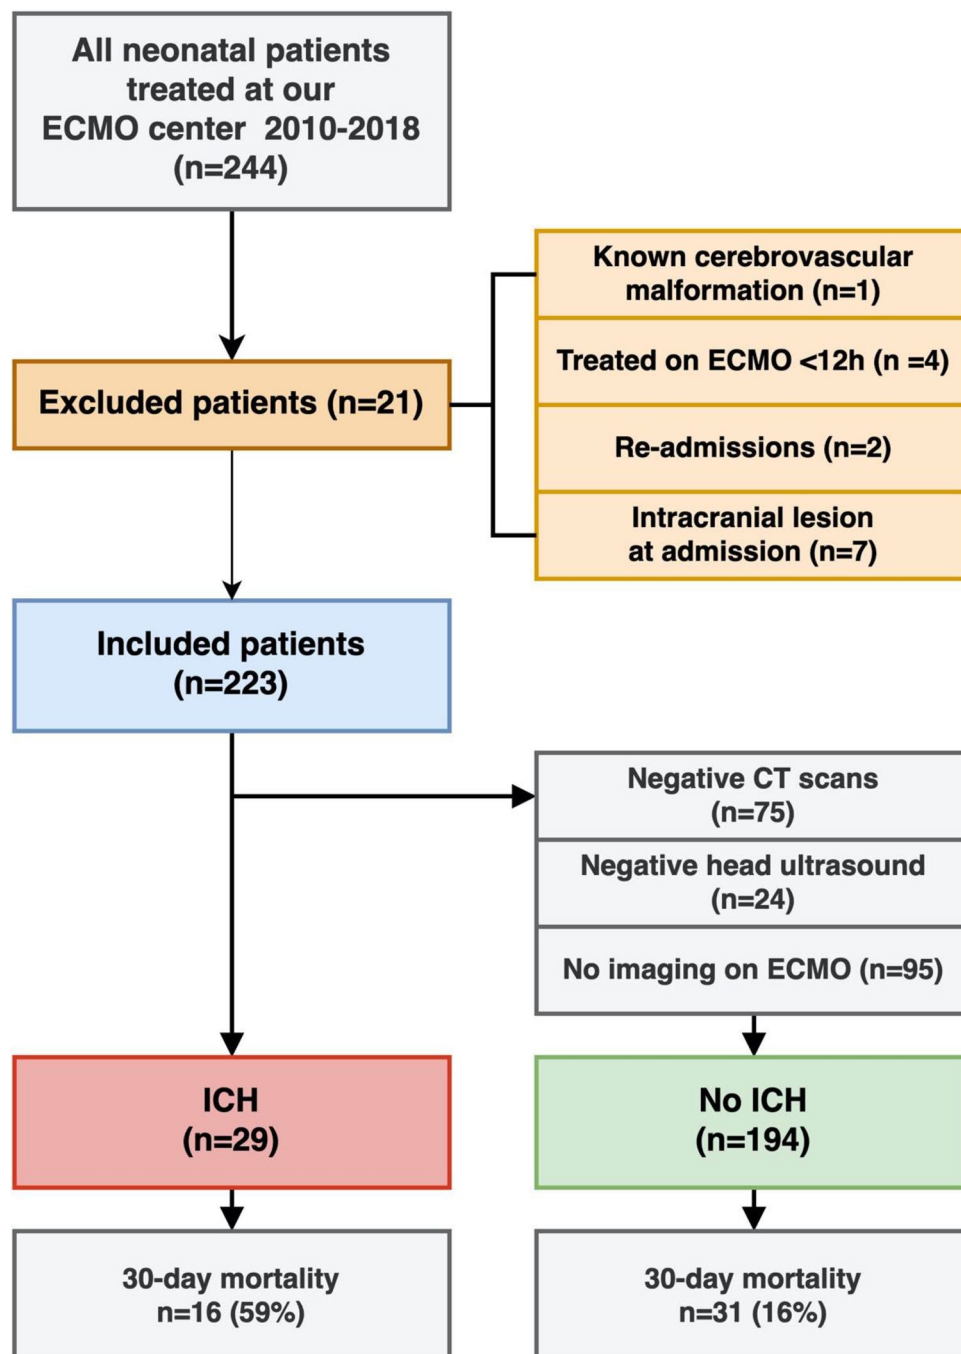 All neonatal patients
treated at our
ECMO center 2010-2018
(n=244)
Known cerebrovascular
malformation (n=1)
Treated on ECMO <12h (n =4)
Excluded patients (n=21)
Re-admissions (n=2)
Intracranial lesion
at admission (n=7)
Included patients
(n=223)
Negative CT scans
(n=75)
Negative head ultrasound
(n=24)
No imaging on ECMO (n=95)
ICH
(n=29)
No ICH
(n=194)
30-day mortality
n=16 (59%)
30-day mortality
n=31 (16%)